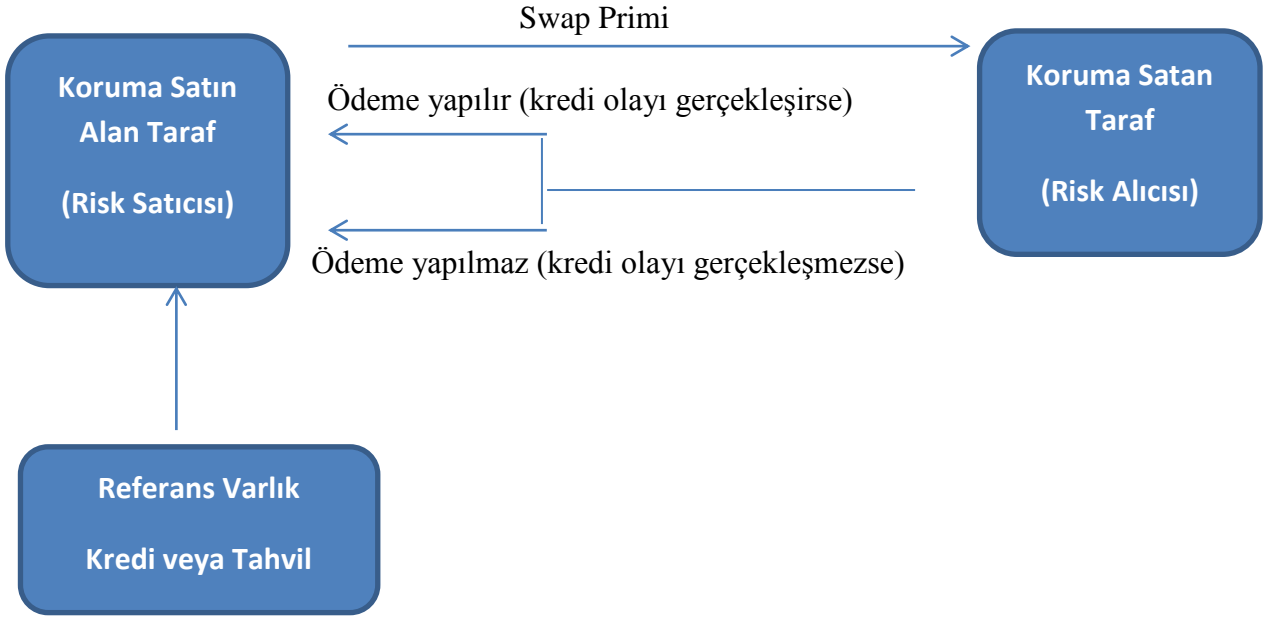 Swap Primi
Koruma Satın
Alan Taraf
(Risk Satıcısı)
Ödeme yapılır (kredi olayı gerçekleşirse)
Koruma Satan
Taraf
(Risk Alıcısı)
Ödeme yapılmaz (kredi olayı gerçekleşmezse)
Referans Varlık
Kredi veya Tahvil